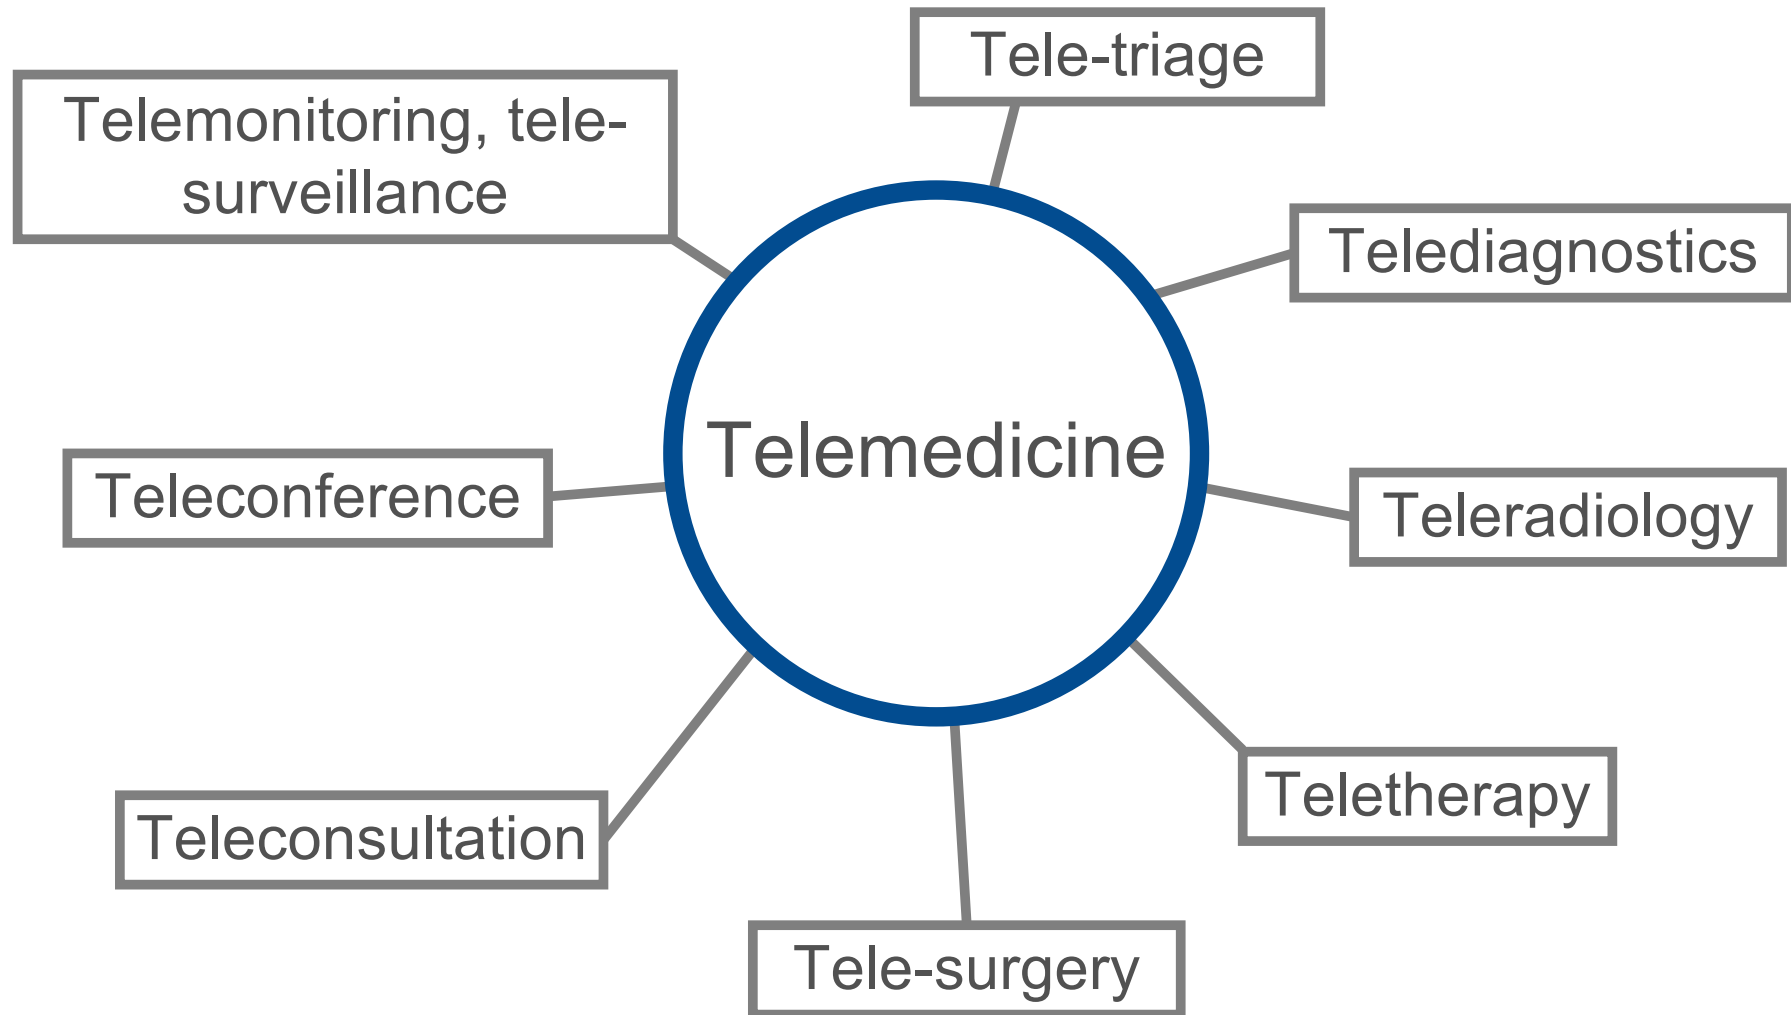 Tele-triage
Telemonitoring, tele-
surveillance
Telediagnostics
Telemedicine
Teleconference
Teleradiology
Teletherapy
Teleconsultation
Tele-surgery